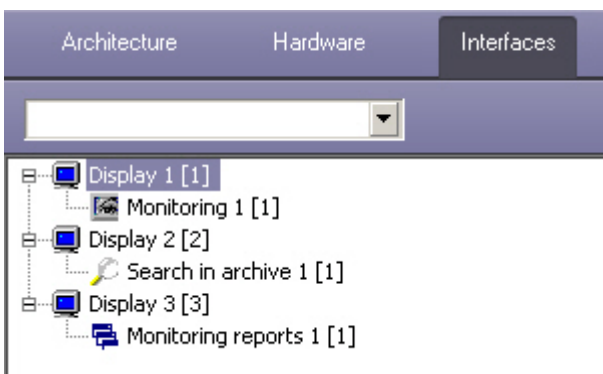 Architecture Hardware Interfaces
Display 1 [1]
Monitoring 1 [1]
Display 2 [2]
Search in archive 1 [1]
Display 3 [3]
Monitoring reports 1 [1]